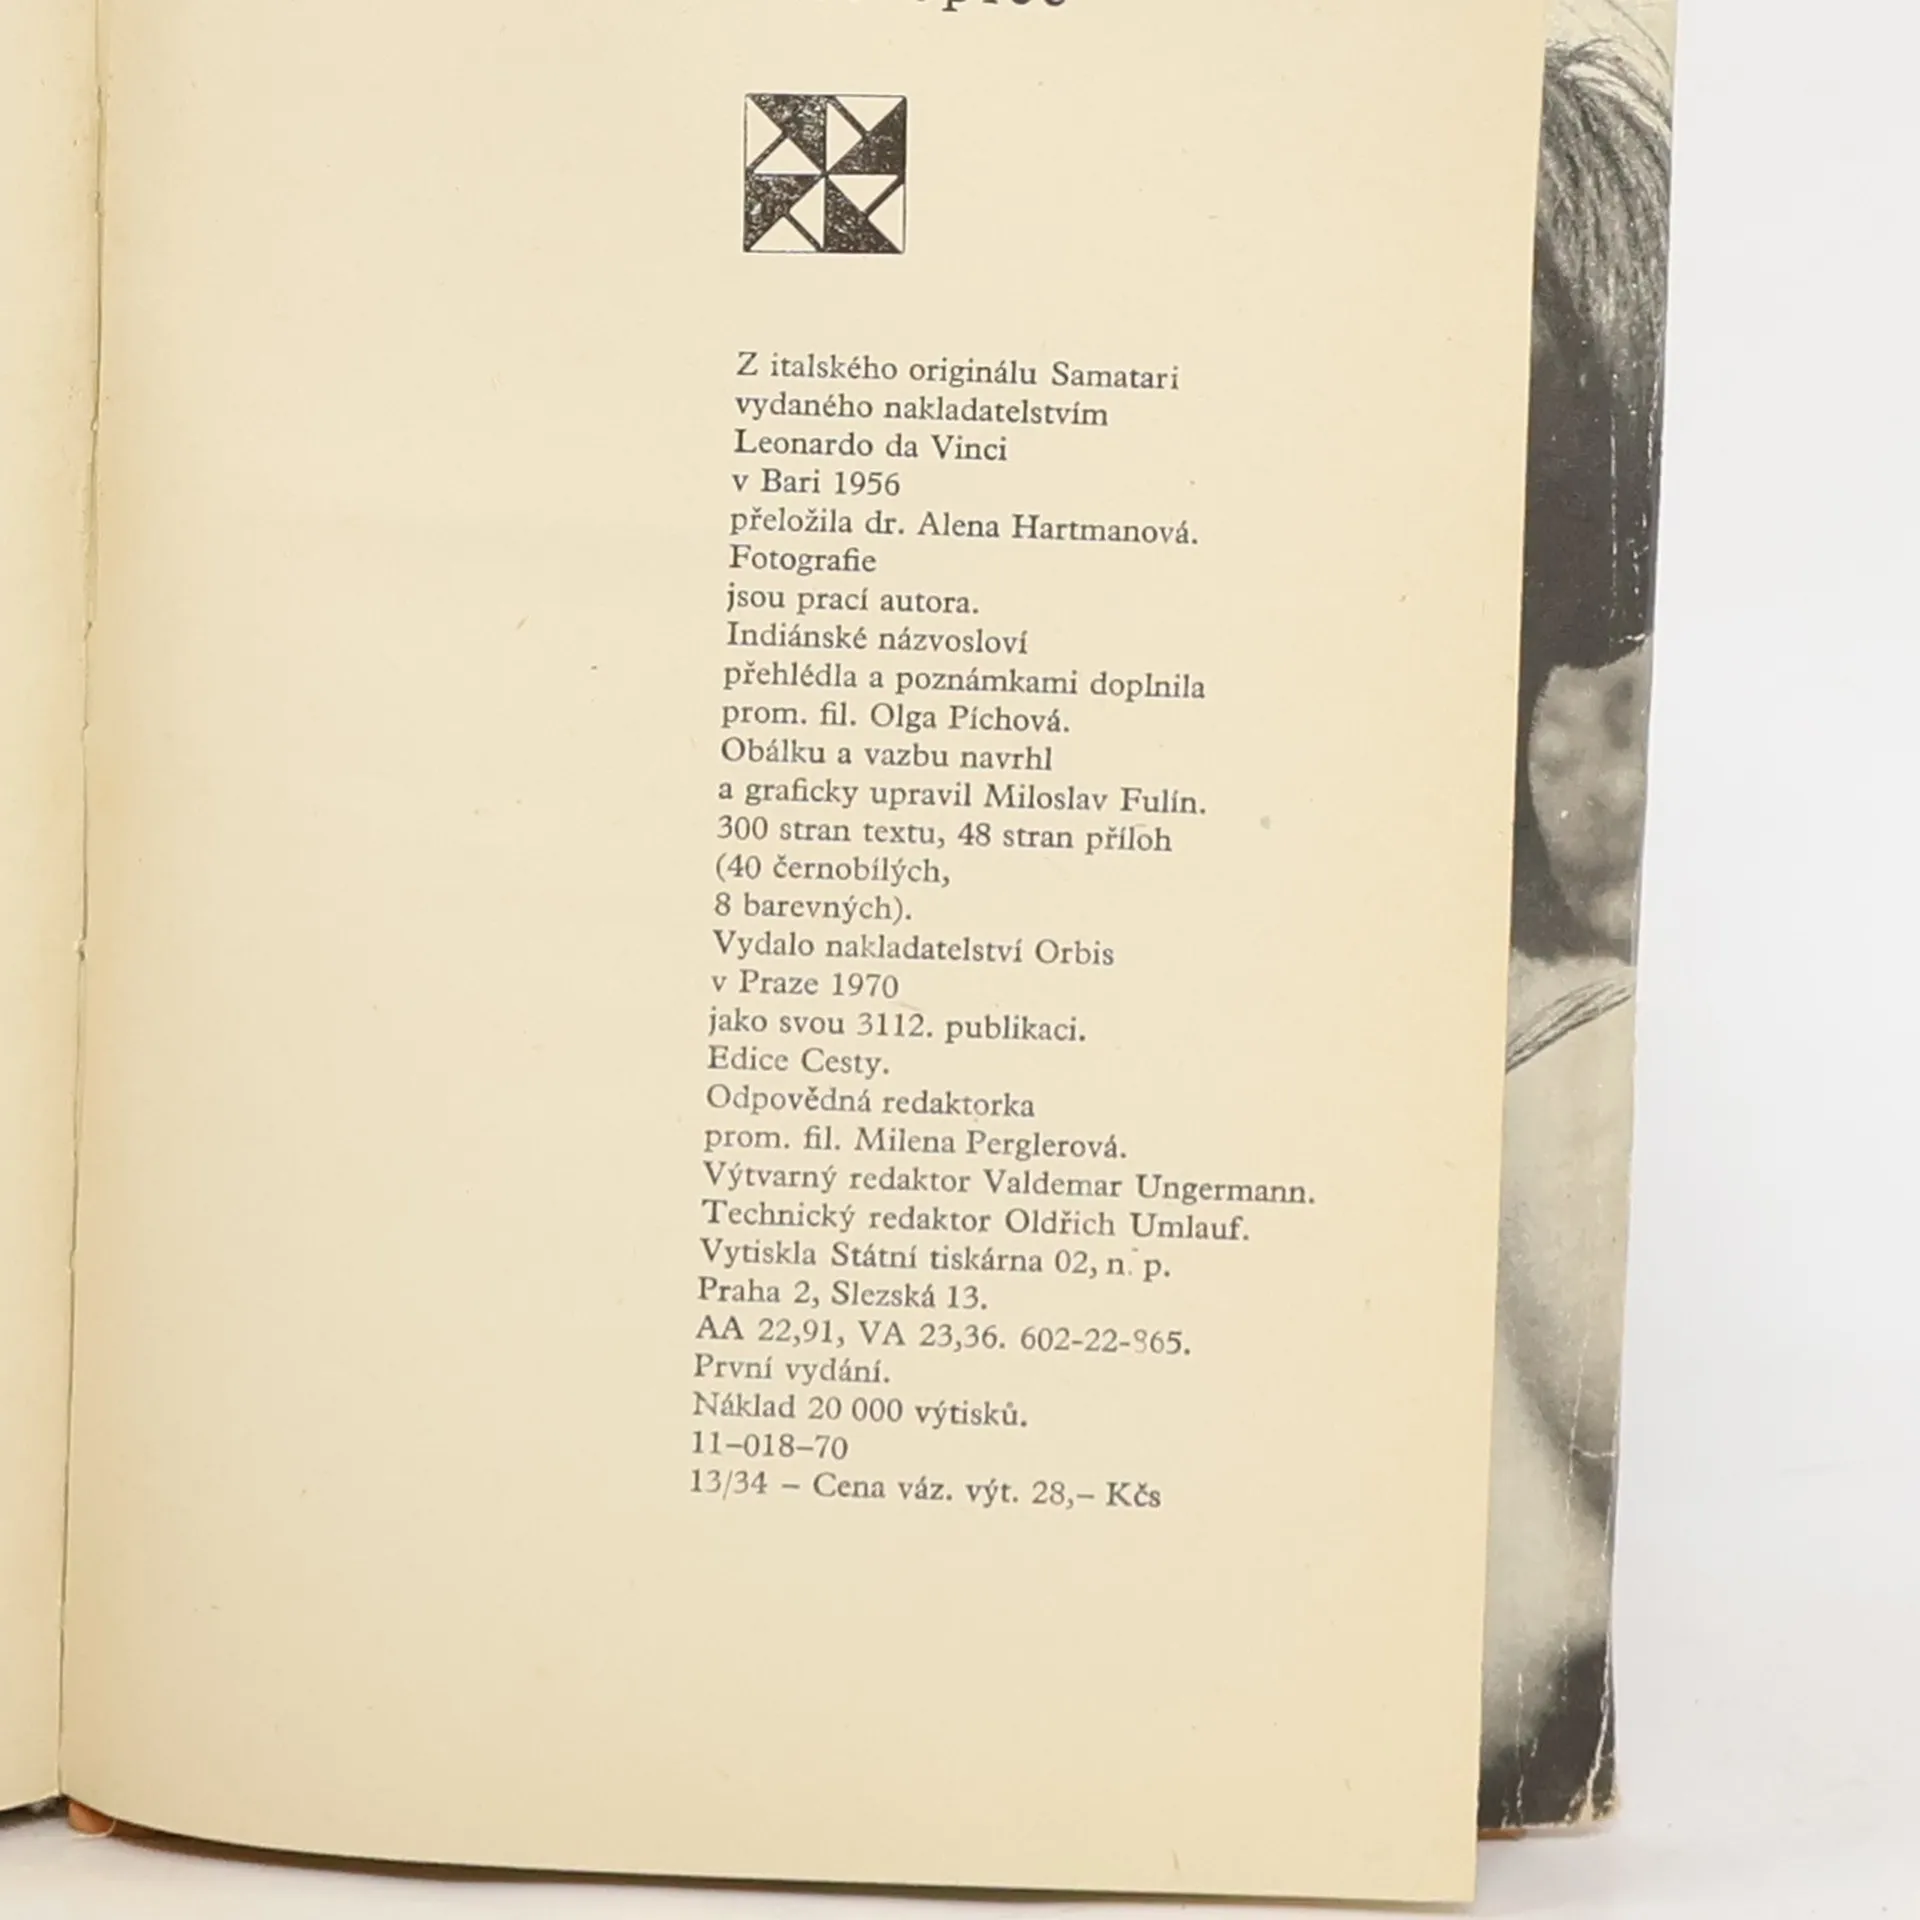 Z italského originálu Samatari
vydaného nakladatelstvím
Leonardo da Vinci
v Bari 1956
přeložila dr. Alena Hartmanová.
Fotografie
jsou prací autora.
Indiánské názvosloví
přehlédla a poznámkami doplnila
prom. fil. Olga Píchová.
Obálku a vazbu navrhl
a graficky upravil Miloslav Fulín.
300 stran textu, 48 stran příloh
(40 černobílých,
8 barevných).
Vydalo nakladatelství Orbis
v Praze 1970
jako svou 3112. publikaci.
Edice Cesty.
Odpovědná redaktorka
prom. fil. Milena Perglerová.
Výtvarný redaktor Valdemar Ungermann.
Technický redaktor Oldřich Umlauf.
Vytiskla Státní tiskárna 02, n. p.
Praha 2, Slezská 13.
AA 22,91, VA 23,36. 602-22-865.
První vydání.
Náklad 20 000 výtisků.
11-018-70
13/34 – Cena váz. výt. 28,– Kčs